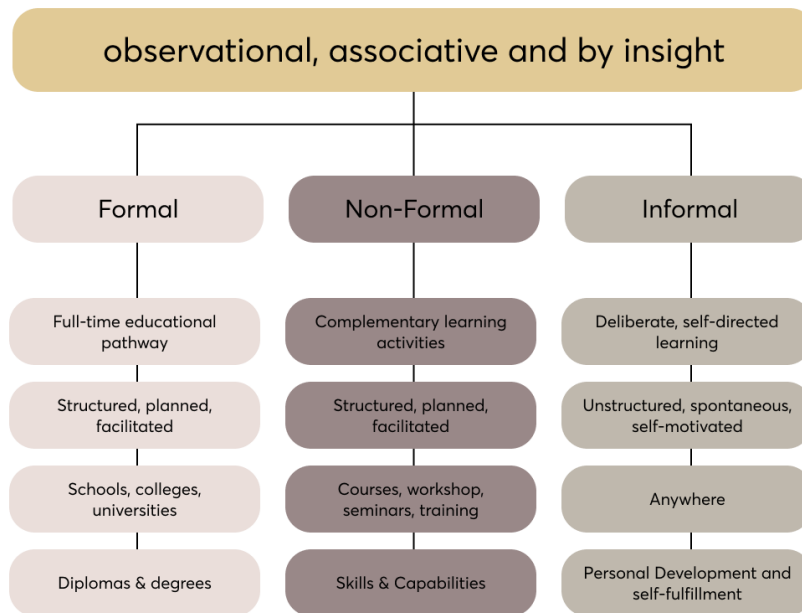 observational, associative and by insight
Formal
Non-Formal
Informal
Full-time educational
pathway
Complementary learning
activities
Deliberate, self-directed
learning
Structured, planned,
facilitated
Structured, planned,
facilitated
Unstructured, spontaneous,
self-motivated
Schools, colleges,
universities
Courses, workshop,
seminars, training
Anywhere
Diplomas & degrees
Skills & Capabilities
Personal Development and
self-fulfillment